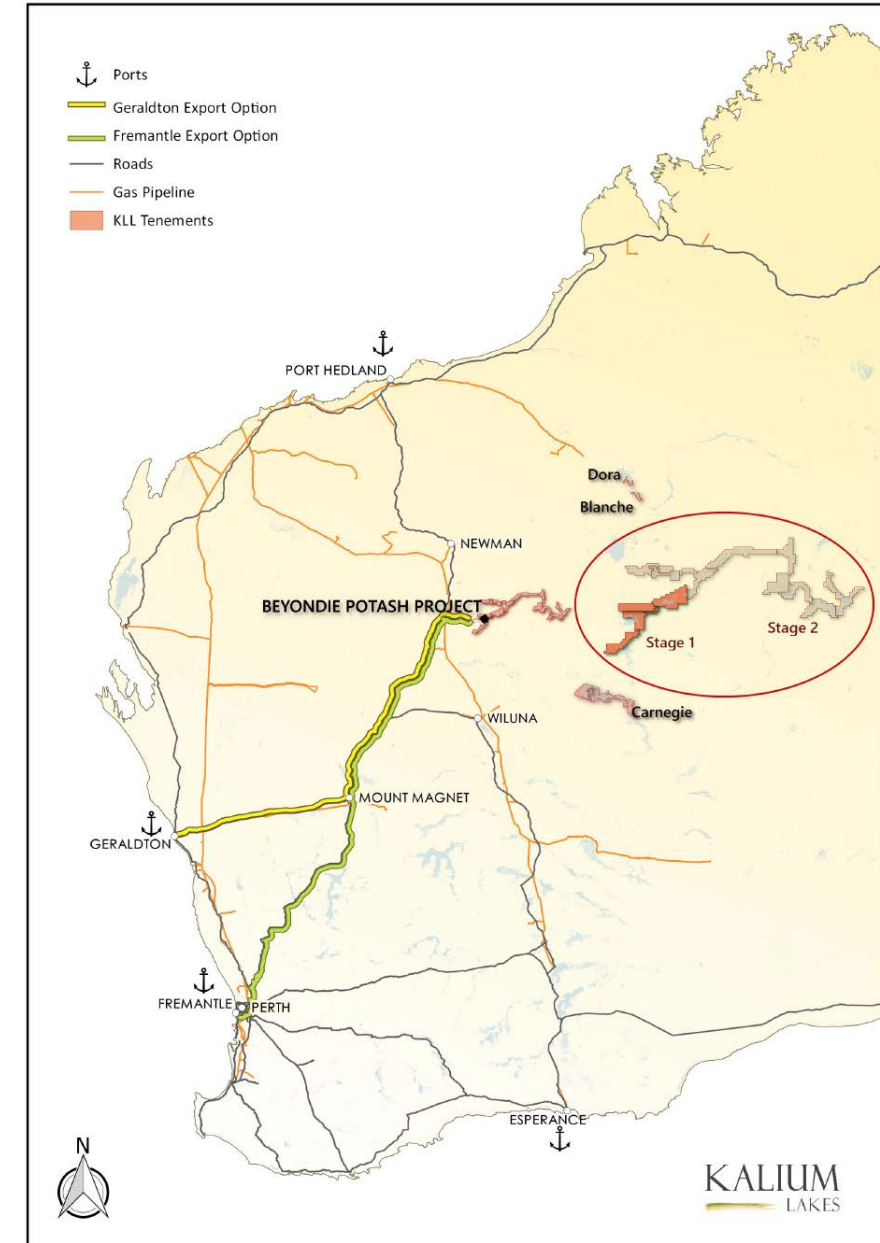 Ports
Geraldton Export Option
Fremantle Export Option
Roads
Gas Pipeline
KLL Tenements
PORT HEDLAND
Dora
Blanche
NEWMAN
BEYONDIE POTASH PROJECT
Stage 1
Stage 2
Carnegie
WILUNA
MOUNT MAGNET
GERALDTON
FREMANTLE
PERTH
ESPERANCE
N
KALIUM
LAKES